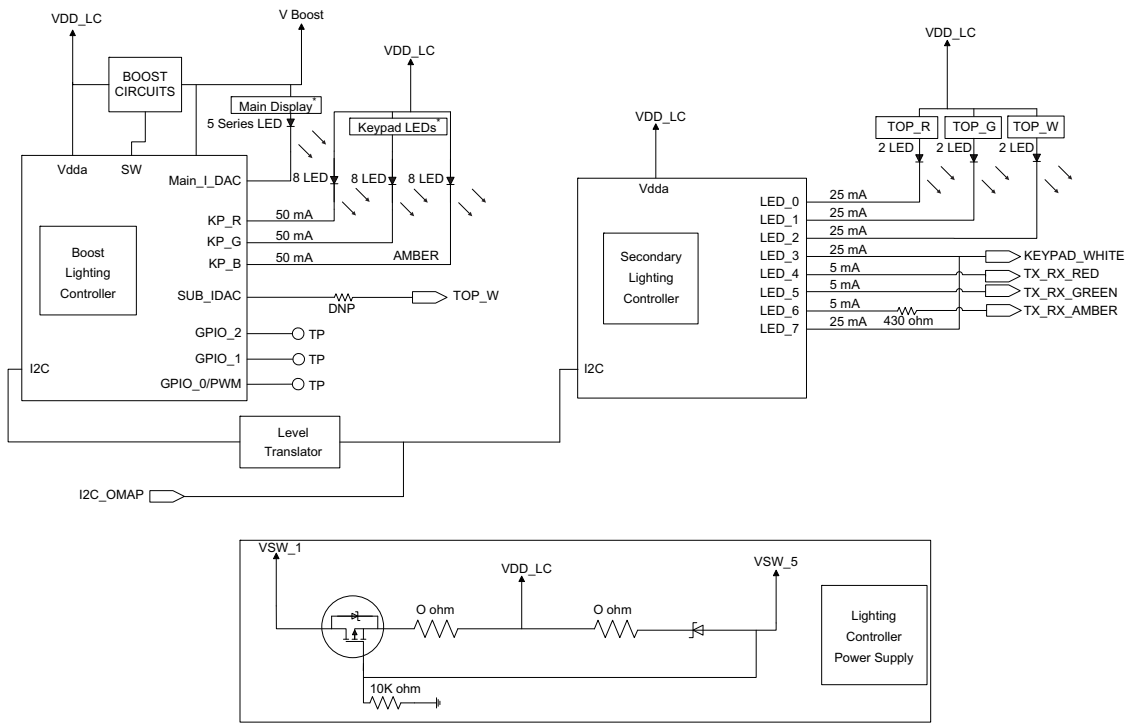 VDD_LC
V Boost
BOOST
CIRCUITS
VDD_LC
Main Display*
5 Series LED
Keypad LEDs*
Vdda
SW
Main_I_DAC
8 LED
8 LED
8 LED
KP_R
50 mA
KP_G
50 mA
KP_B
50 mA
AMBER
Boost
Lighting
Controller
SUB_IDAC
DNP
TOP_W
GPIO_2
TP
GPIO_1
TP
GPIO_0/PWM
TP
I2C
Level
Translator
I2C_OMAP
VDD_LC
VDD_LC
TOP_R
TOP_G
TOP_W
2 LED
2 LED
2 LED
Vdda
LED_0
25 mA
LED_1
25 mA
LED_2
25 mA
LED_3
25 mA
KEYPAD_WHITE
LED_4
5 mA
TX_RX_RED
LED_5
5 mA
TX_RX_GREEN
LED_6
5 mA
430 ohm
TX_RX_AMBER
LED_7
25 mA
Secondary
Lighting
Controller
I2C
VSW_1
VDD_LC
VSW_5
O ohm
O ohm
10K ohm
Lighting
Controller
Power Supply